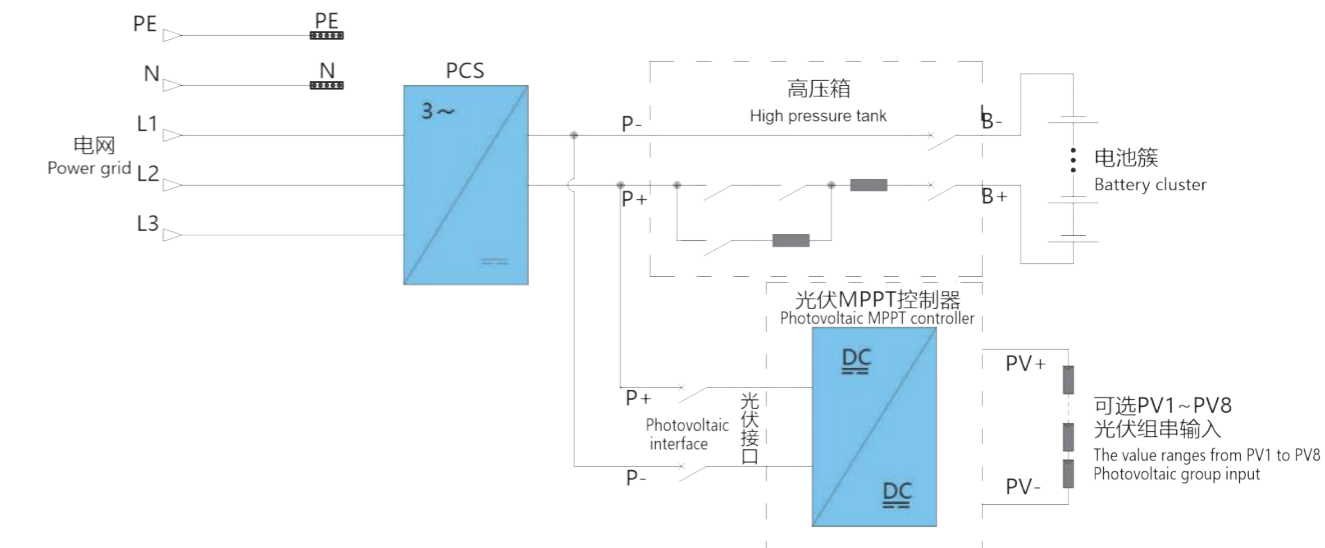 PE
PE
N
N
PCS
3～
L1
L2
L3
电网
Power grid
P-
P+
高压箱
High pressure tank
B-
B+
电池簇
Battery cluster
光伏MPPT控制器
Photovoltaic MPPT controller
DC
DC
P+
Photovoltaic
interface
P-
光伏接口
PV+
PV-
可选PV1~PV8
光伏组串输入
The value ranges from PV1 to PV8
Photovoltaic group input